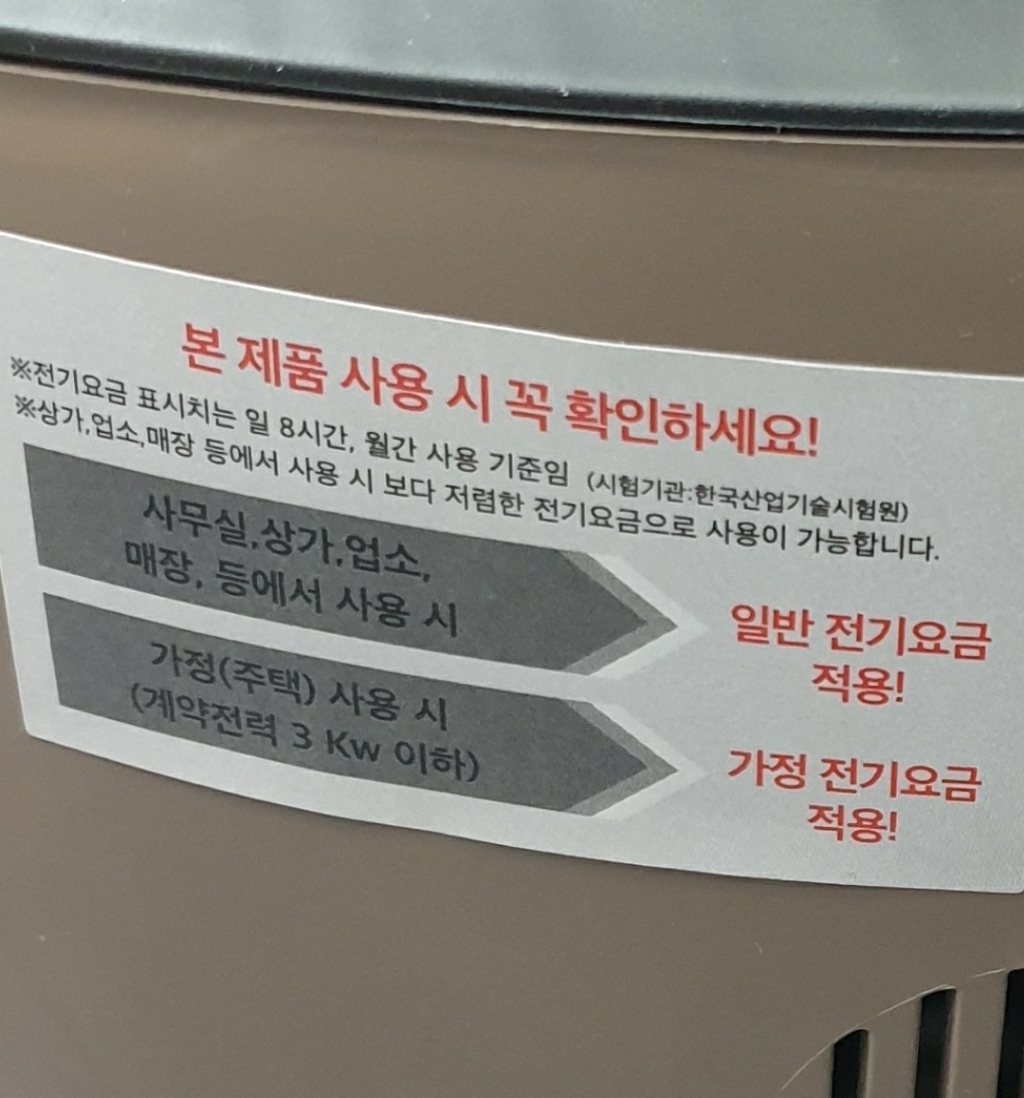 본 제품 사용 시 꼭 확인하세요!
※전기요금 표시치는 일 8시간, 월간 사용 기준임 (시험기관:한국산업기술시험원)
※상가,업소,매장 등에서 사용 시 보다 저렴한 전기요금으로 사용이 가능합니다.
사무실,상가,업소,
매장, 등에서 사용 시
일반 전기요금
적용!
가정(주택) 사용 시
(계약전력 3 Kw 이하)
가정 전기요금
적용!